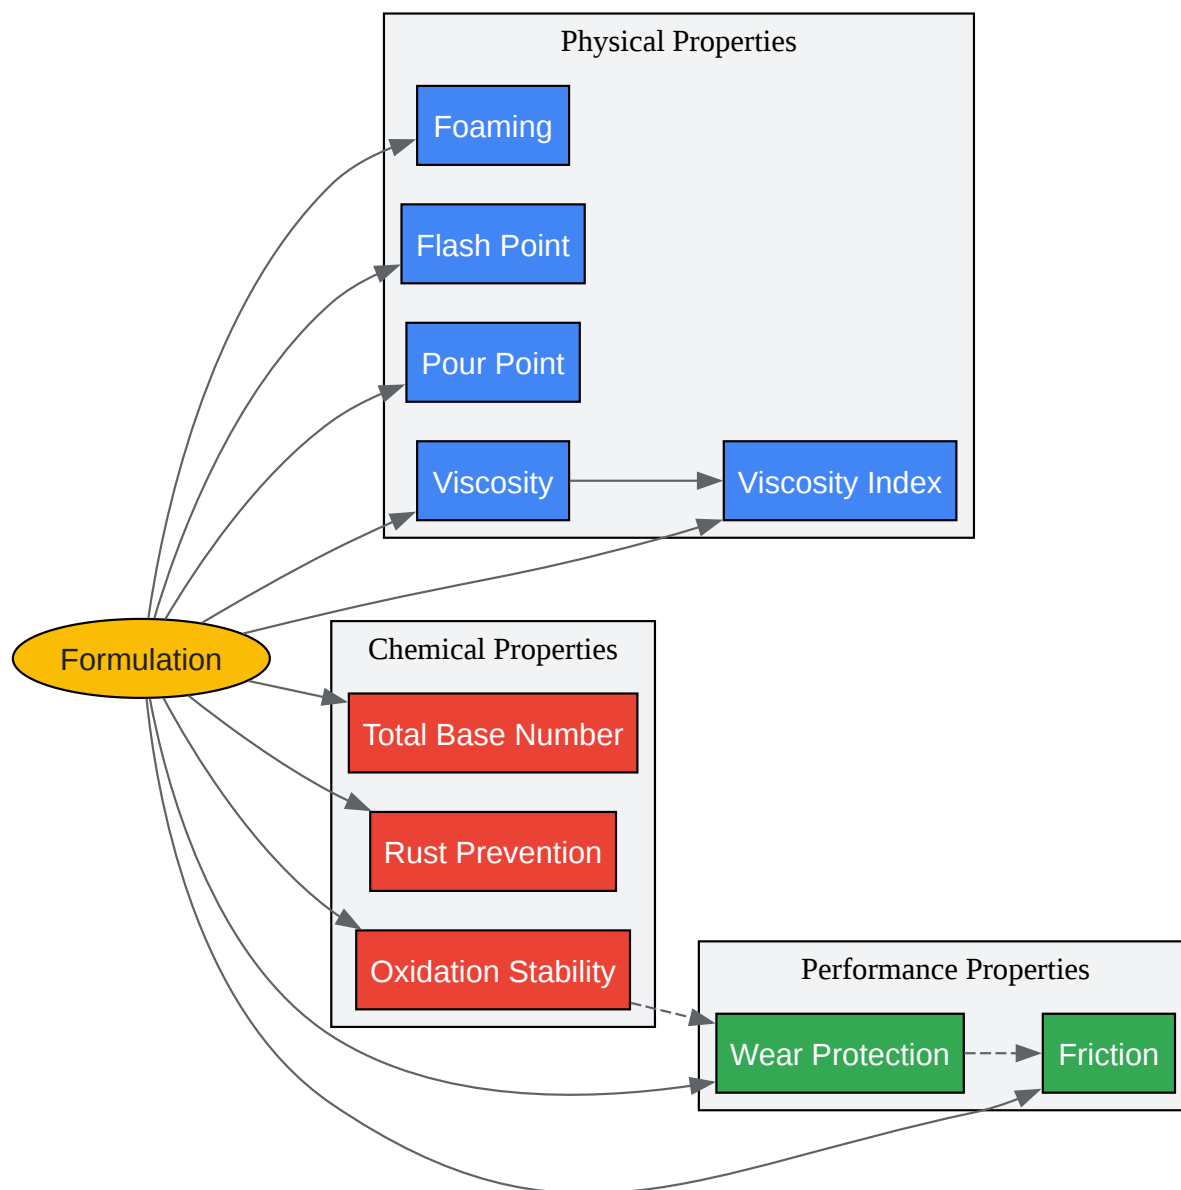 Physical Properties
Foaming
Flash Point
Pour Point
Viscosity
Viscosity Index
Formulation
Chemical Properties
Total Base Number
Rust Prevention
Oxidation Stability
Performance Properties
Wear Protection
Friction